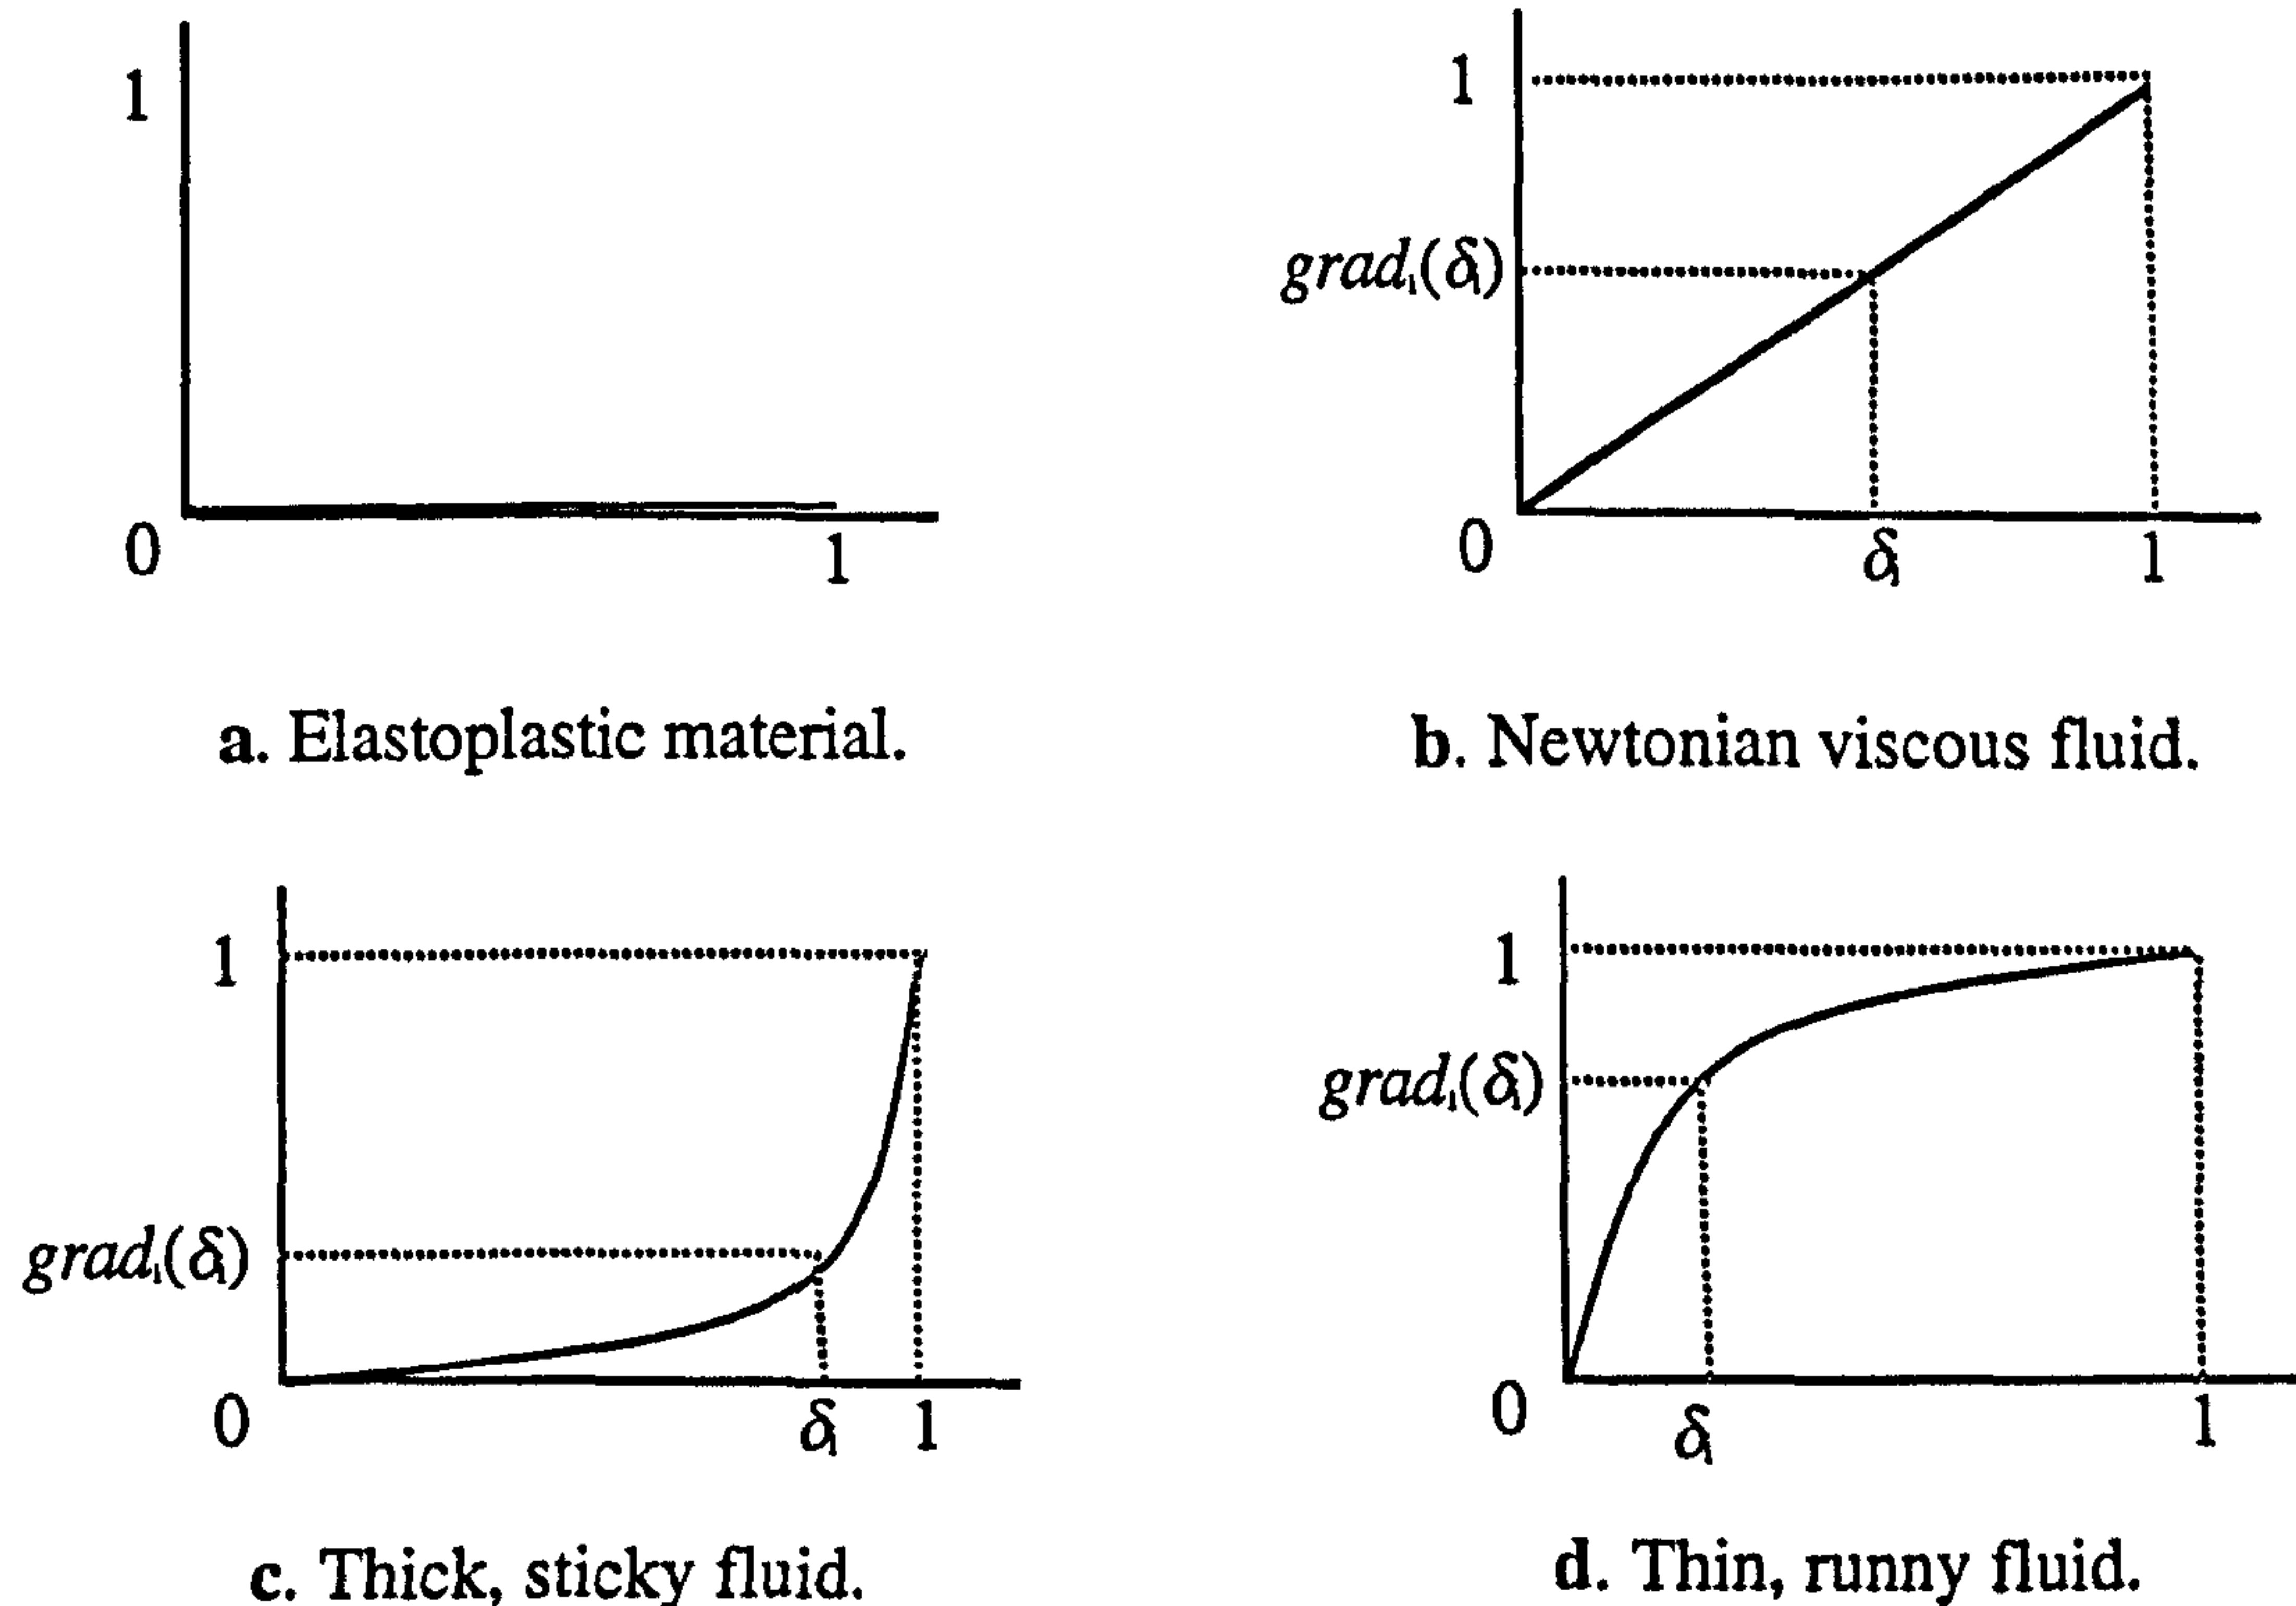 1
0
1
a. Elastoplastic material.
1
grad₁(δ₁)
0
δ₁
1
b. Newtonian viscous fluid.
1
grad₁(δ₁)
0
δ₁
1
c. Thick, sticky fluid.
1
grad₁(δ₁)
0
δ₁
1
d. Thin, runny fluid.